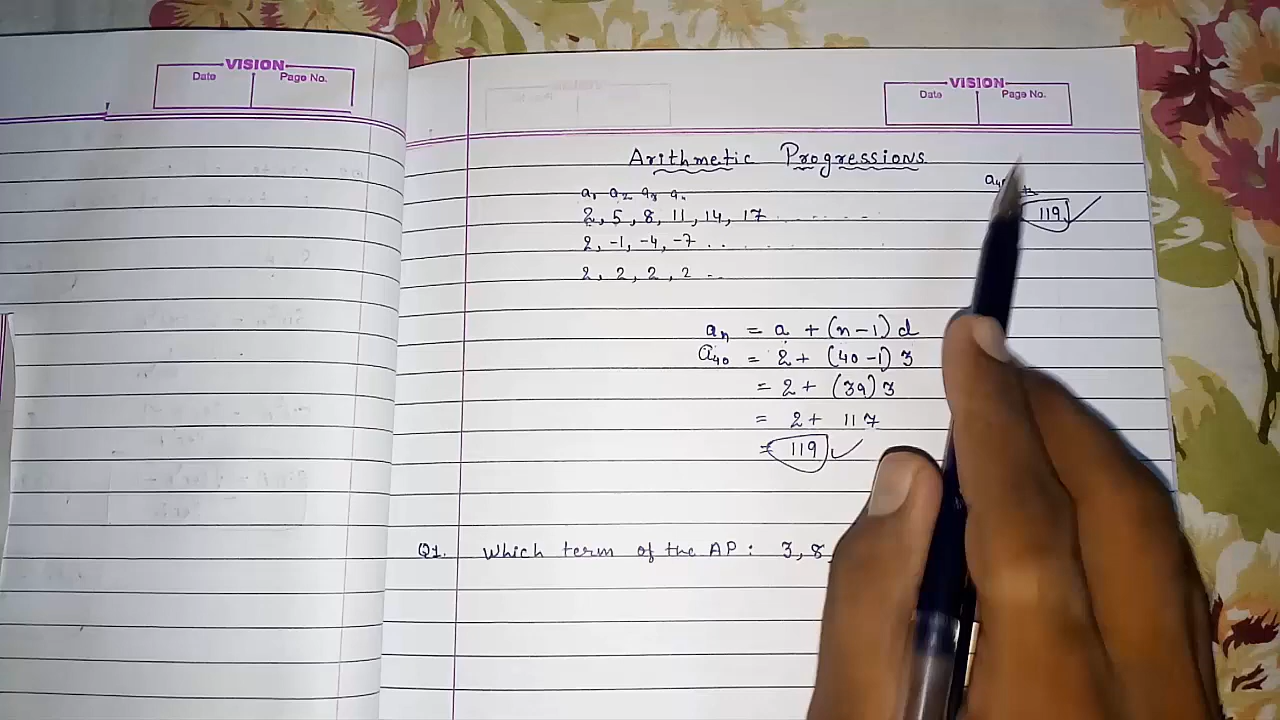 VISION
Date Page No.
VISION
Date Page No.
Arithmetic Progressions
a₁ a₂ a₃ aₙ
2, 5, 8, 11, 14, 17 .......
2, -1, -4, -7 ......
2, 2, 2, 2 ...
119 ✓
aₙ = a + (n-1) d
a₄₀ = 2 + (40-1) 3
= 2 + (39) 3
= 2 + 117
= 119 ✓
Q1. Which term of the AP: 3, 8,